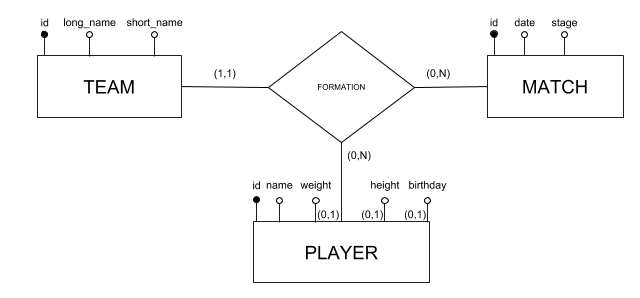 id long_name short_name
id date stage
TEAM
(1,1)
FORMATION
(0,N)
MATCH
(0,N)
id name weight height birthday
(0,1) (0,1) (0,1)
PLAYER